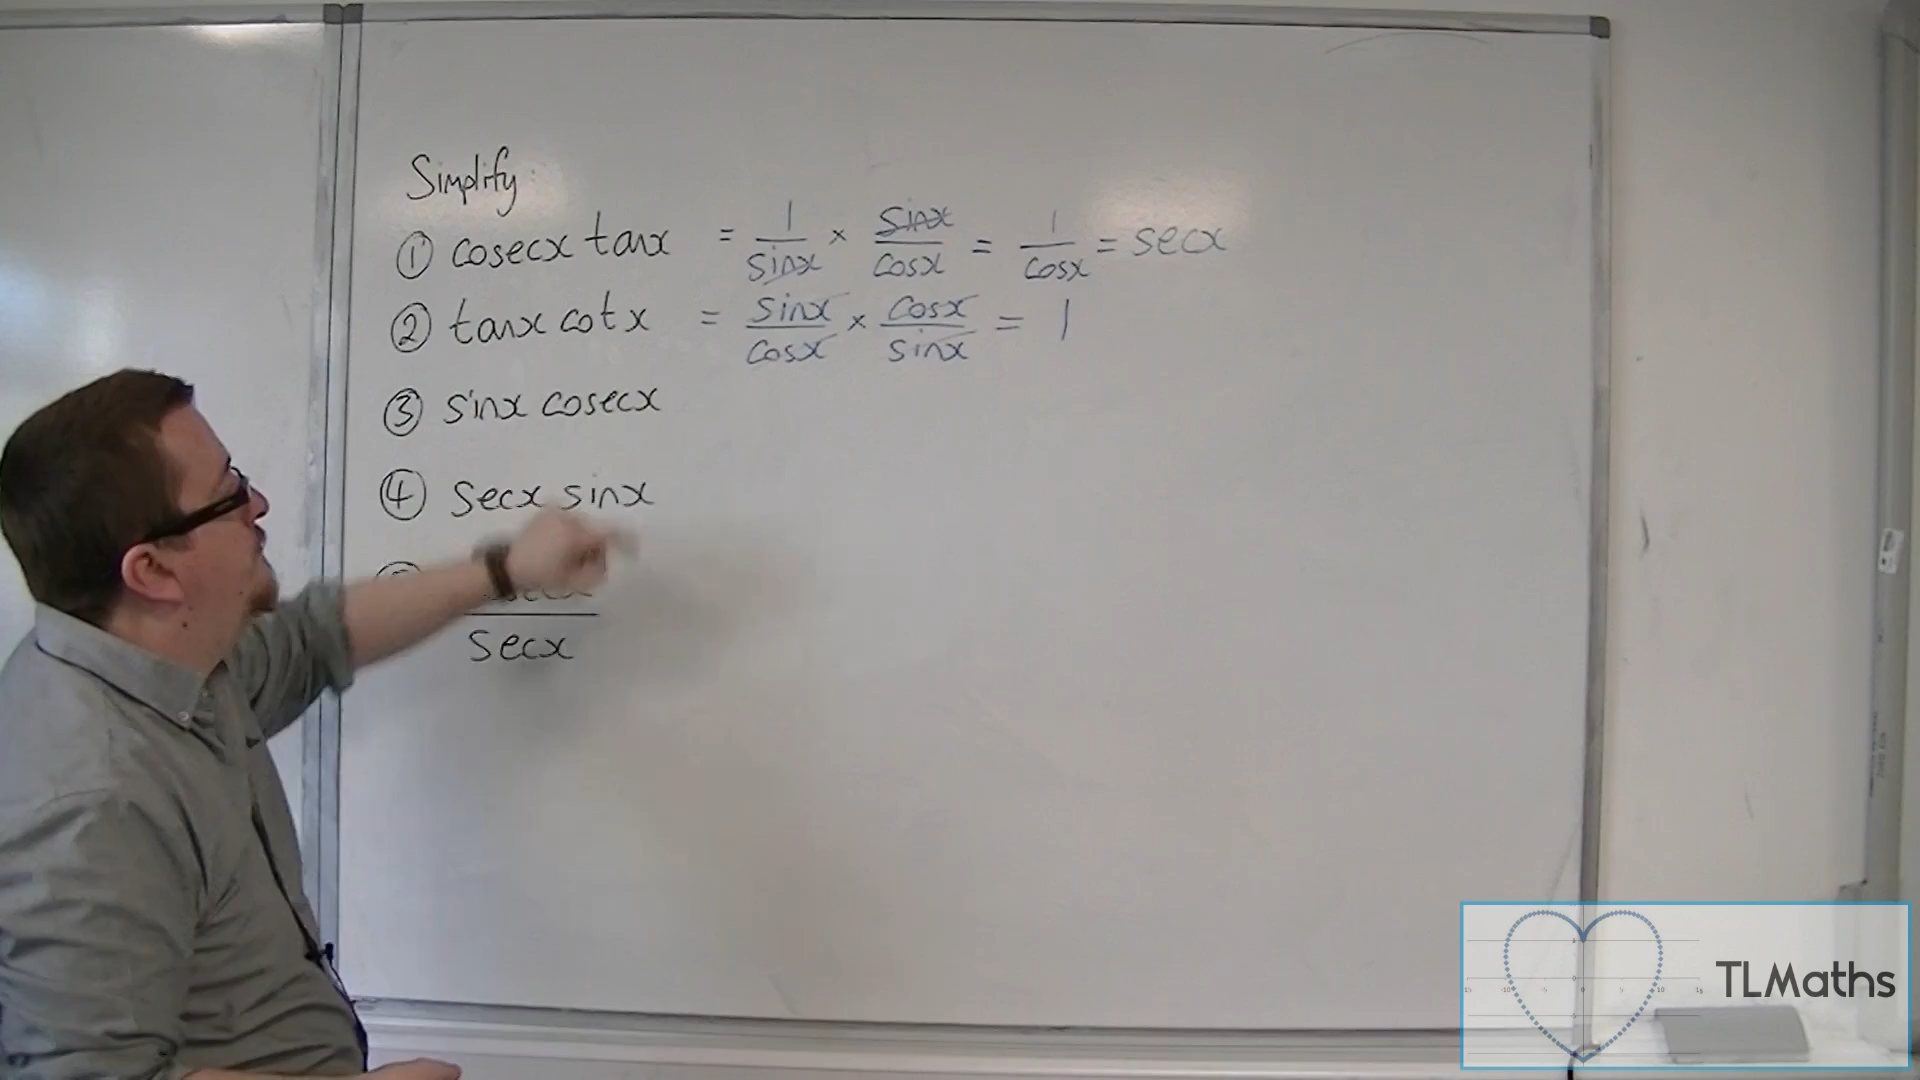 Simplify:
① cosecx tanx = 1/sinx × sinx/cosx = 1/cosx = secx
② tanx cotx = sinx/cosx × cosx/sinx = 1
③ sinx cosecx
④ secx sinx
secx
TLMaths